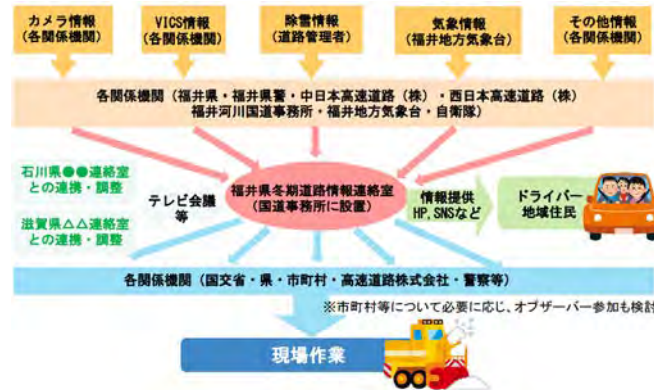 カメラ情報
(各関係機関)
VICS情報
(各関係機関)
除雪情報
(道路管理者)
気象情報
(福井地方気象台)
その他情報
(各関係機関)
各関係機関(福井県・福井県警・中日本高速道路(株)・西日本高速道路(株)
福井河川国道事務所・福井地方気象台・自衛隊)
石川県●●連絡室
との連携・調整
滋賀県△△連絡室
との連携・調整
テレビ会議
等
福井県冬期道路情報連絡室
(国道事務所に設置)
情報提供
HP,SNSなど
ドライバー
地域住民
各関係機関(国交省・県・市町村・高速道路株式会社・警察等)
※市町村等について必要に応じ、オブザーバー参加も検討
現場作業